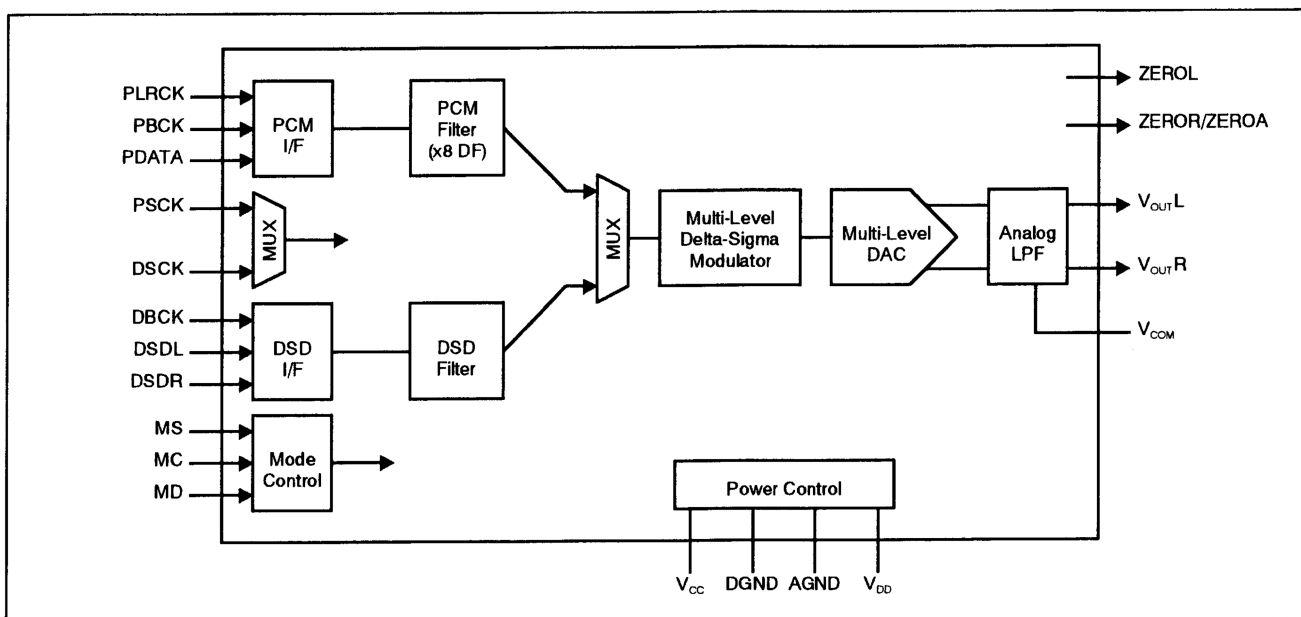 PLRCK
PBCK
PDATA
PCM
I/F
PCM
Filter
(x8 DF)
ZEROL
ZEROR/ZEROA
PSCK
DSCK
MUX
MUX
Multi-Level
Delta-Sigma
Modulator
Multi-Level
DAC
Analog
LPF
VOUTL
VOUTR
VCOM
DBCK
DSDL
DSDR
DSD
I/F
DSD
Filter
MS
MC
MD
Mode
Control
Power Control
VCC
DGND
AGND
VDD